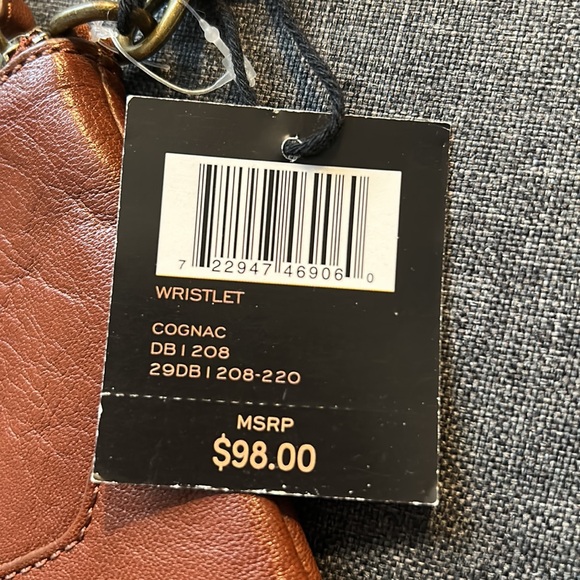 7 22947 46906 0
WRISTLET
COGNAC
DB1208
29DB1208-220
MSRP
$98.00